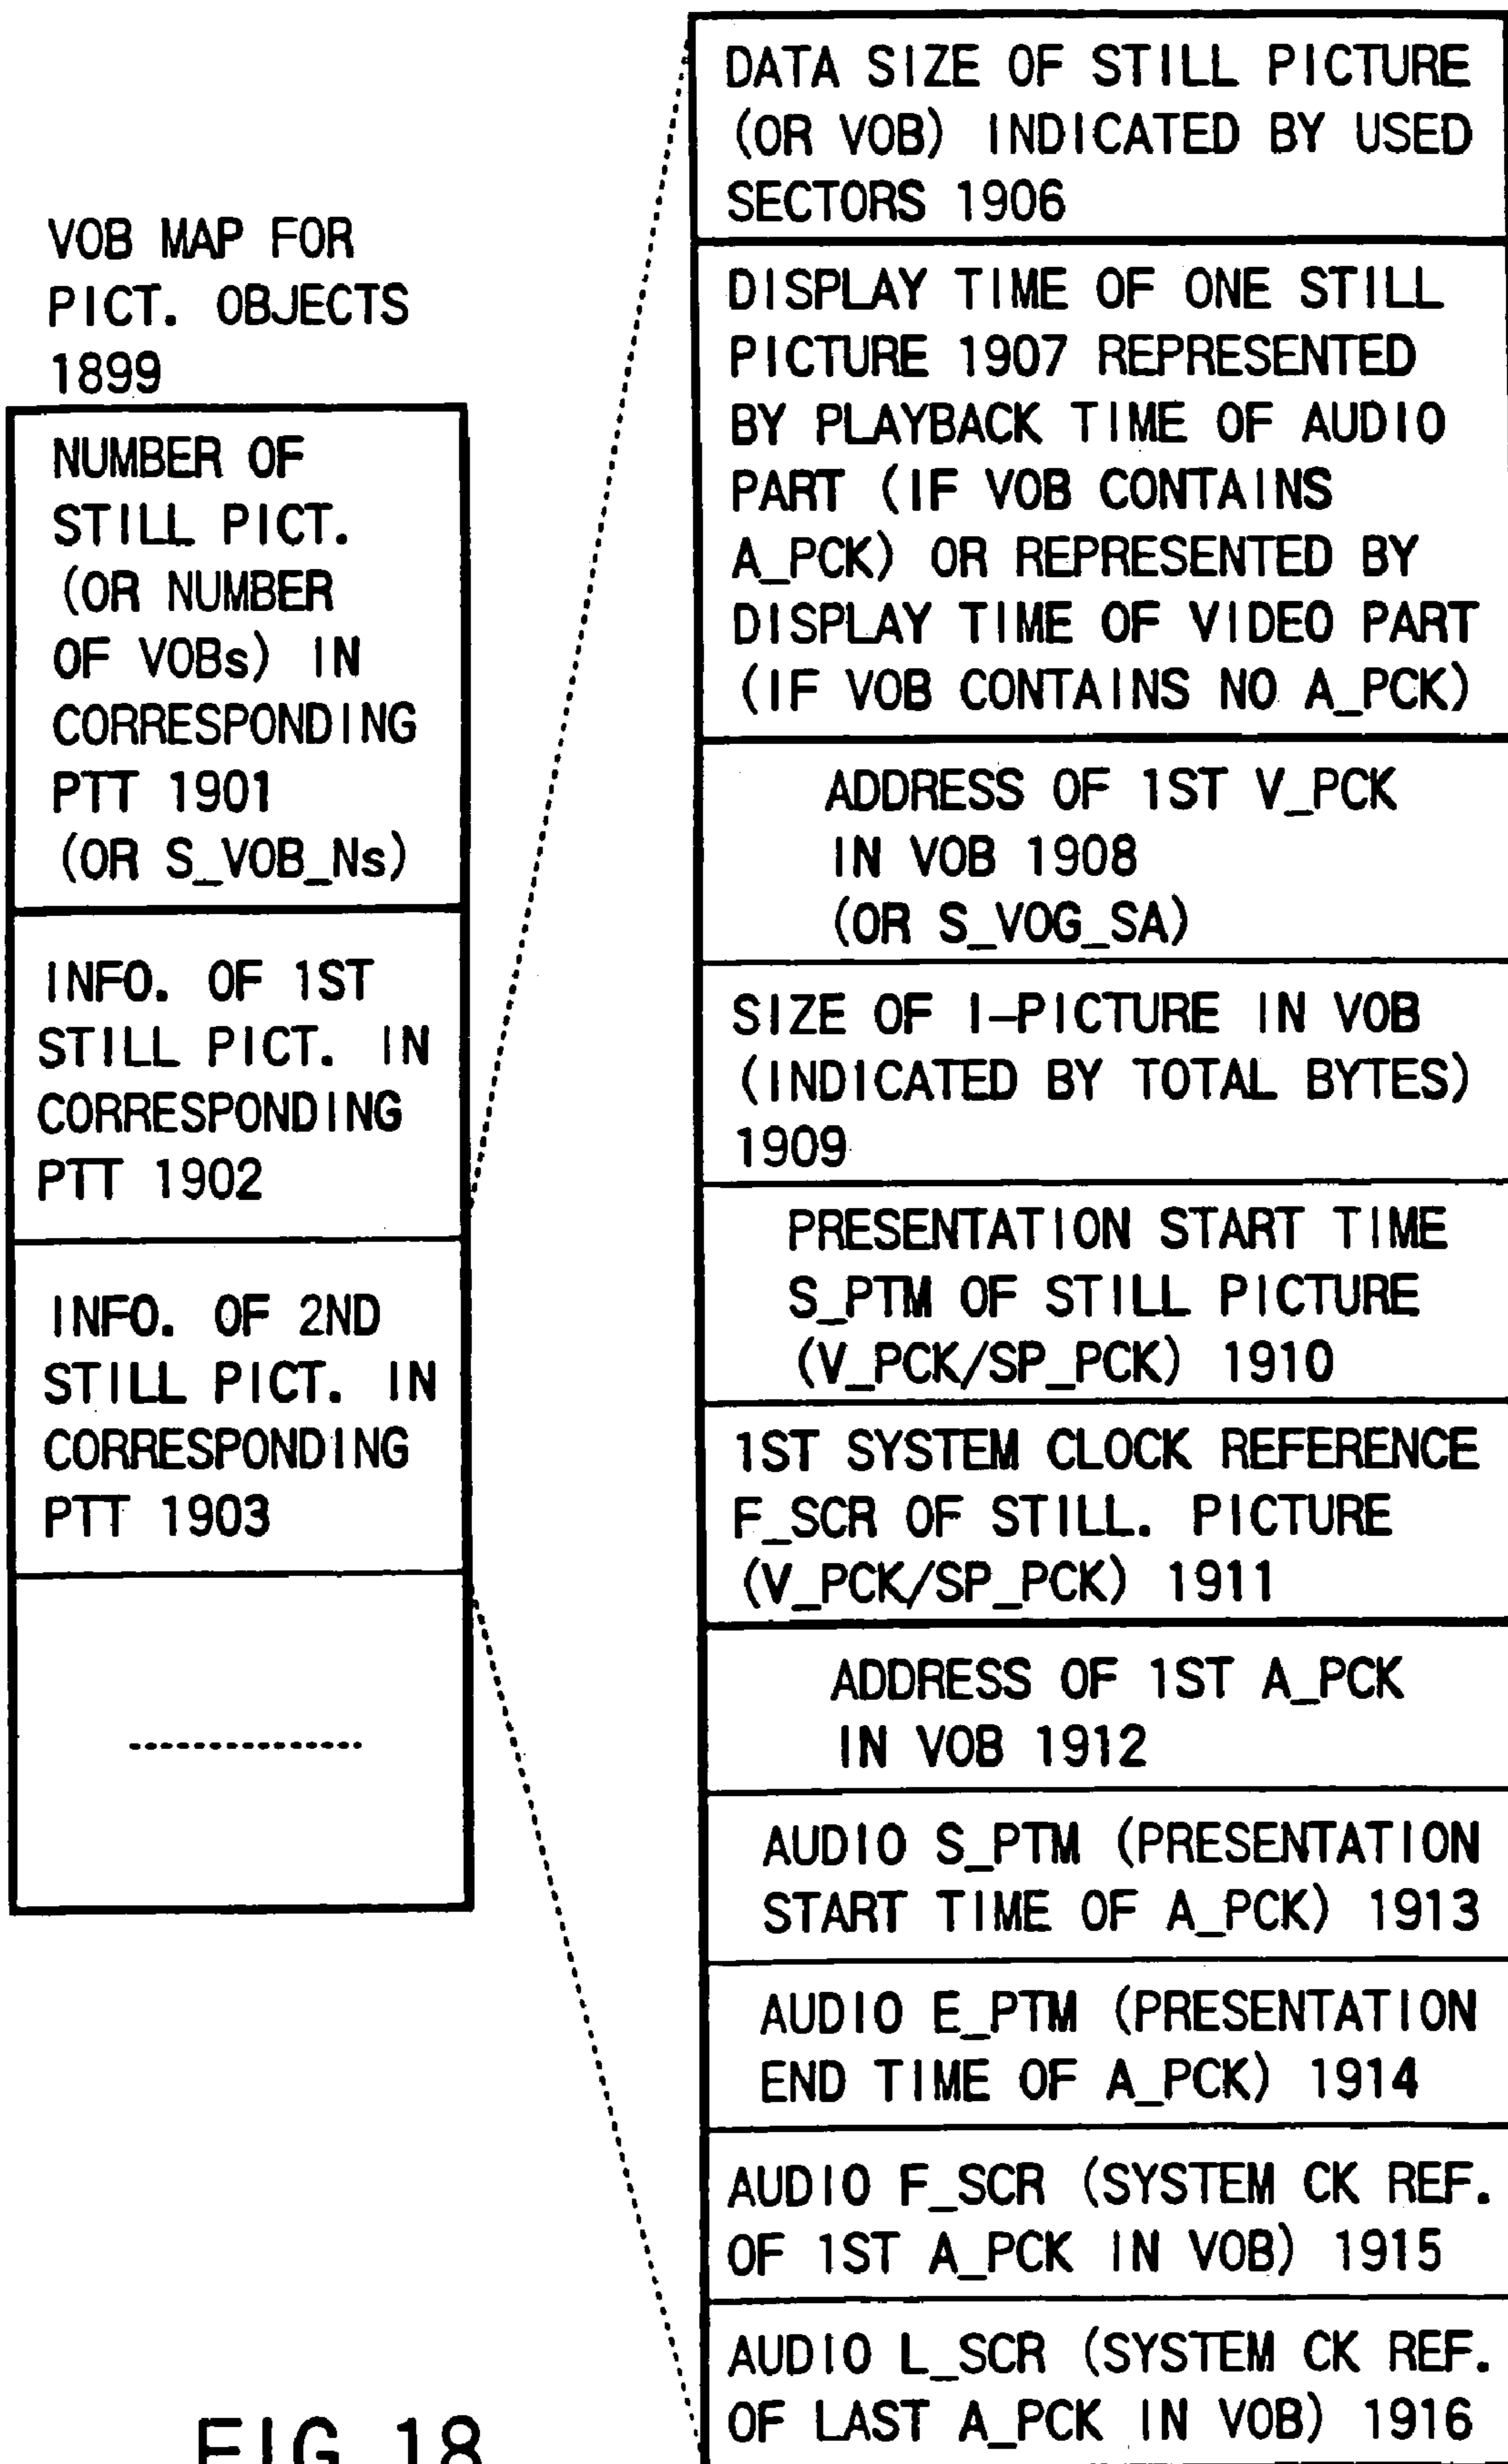 VOB MAP FOR
PICT. OBJECTS
1899
NUMBER OF
STILL PICT.
(OR NUMBER
OF VOBs) IN
CORRESPONDING
PTT 1901
(OR S_VOB_Ns)
INFO. OF 1ST
STILL PICT. IN
CORRESPONDING
PTT 1902
INFO. OF 2ND
STILL PICT. IN
CORRESPONDING
PTT 1903
DATA SIZE OF STILL PICTURE
(OR VOB) INDICATED BY USED
SECTORS 1906
DISPLAY TIME OF ONE STILL
PICTURE 1907 REPRESENTED
BY PLAYBACK TIME OF AUDIO
PART (IF VOB CONTAINS
A_PCK) OR REPRESENTED BY
DISPLAY TIME OF VIDEO PART
(IF VOB CONTAINS NO A_PCK)
ADDRESS OF 1ST V_PCK
IN VOB 1908
(OR S_VOG_SA)
SIZE OF I-PICTURE IN VOB
(INDICATED BY TOTAL BYTES)
1909
PRESENTATION START TIME
S_PTM OF STILL PICTURE
(V_PCK/SP_PCK) 1910
1ST SYSTEM CLOCK REFERENCE
F_SCR OF STILL. PICTURE
(V_PCK/SP_PCK) 1911
ADDRESS OF 1ST A_PCK
IN VOB 1912
AUDIO S_PTM (PRESENTATION
START TIME OF A_PCK) 1913
AUDIO E_PTM (PRESENTATION
END TIME OF A_PCK) 1914
AUDIO F_SCR (SYSTEM CK REF.
OF 1ST A_PCK IN VOB) 1915
AUDIO L_SCR (SYSTEM CK REF.
OF LAST A_PCK IN VOB) 1916
FIG. 18